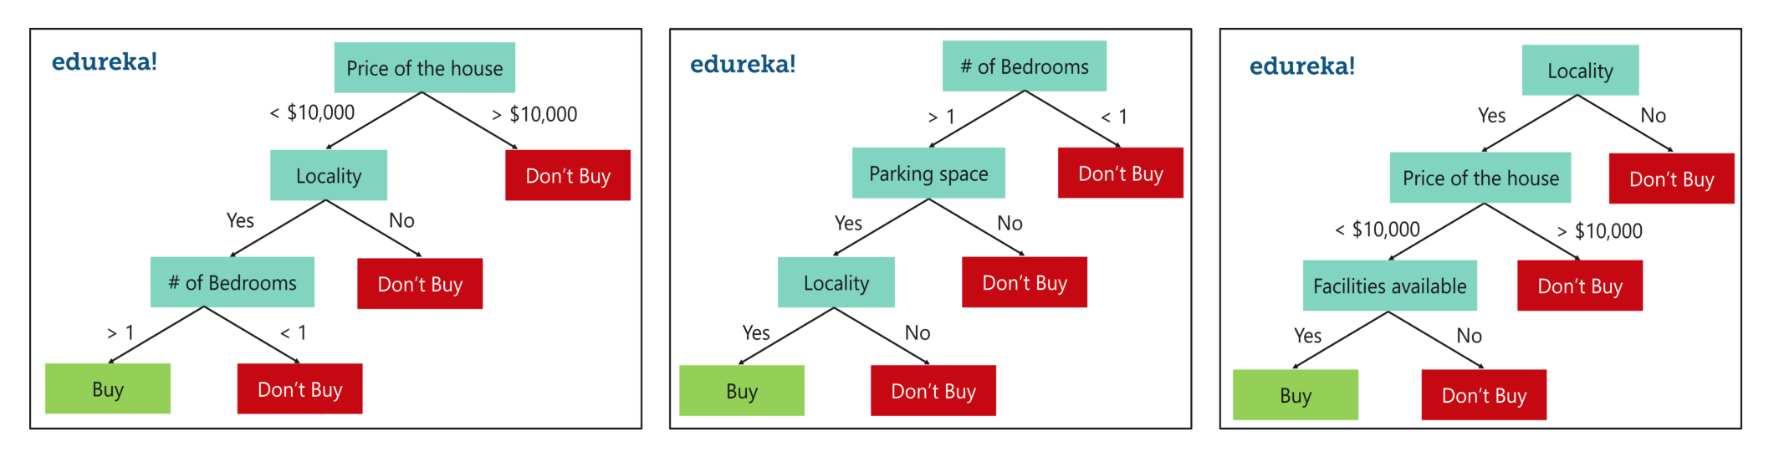 edureka!
Price of the house
< $10,000
> $10,000
Locality
Don't Buy
Yes
No
# of Bedrooms
Don't Buy
> 1
< 1
Buy
Don't Buy
edureka!
# of Bedrooms
> 1
< 1
Parking space
Don't Buy
Yes
No
Locality
Don't Buy
Yes
No
Buy
Don't Buy
edureka!
Locality
Yes
No
Price of the house
Don't Buy
< $10,000
> $10,000
Facilities available
Don't Buy
Yes
No
Buy
Don't Buy